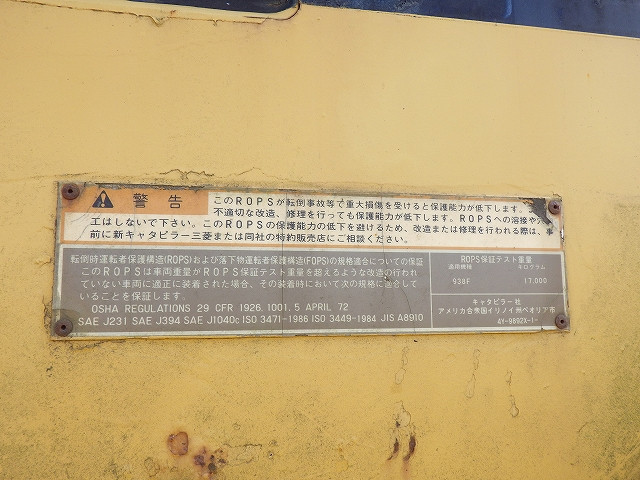 警告
このROPSが転倒事故等で重大損傷を受けると保護能力が低下します。
不適切な改造、修理を行っても保護能力が低下します。ROPSへの溶接や
工はしないで下さい。このROPSの保護能力の低下を避けるため、改造または修理を行われる際は、事
前に新キャタピラー三菱または同社の特約販売店にご相談ください。
転倒時運転者保護構造(ROPS)および落下物運転者保護構造(FOPS)の規格適合についての保証
このROPSは車両重量がROPS保証テスト重量を超えるような改造の行われ
ていない車両に適正に装着された場合、その装着時において次の規格に適合して
いることを保証します。
OSHA REGULATIONS 29 CFR 1926.1001.5 APRIL 72
SAE J231 SAE J394 SAE J1040c ISO 3471-1986 ISO 3449-1984 JIS A8910
ROPS保証テスト重量
適用機種 キログラム
938F 17,000
キャタピラー社
アメリカ合衆国イリノイ州ペオリア市
4Y-9892X-1-